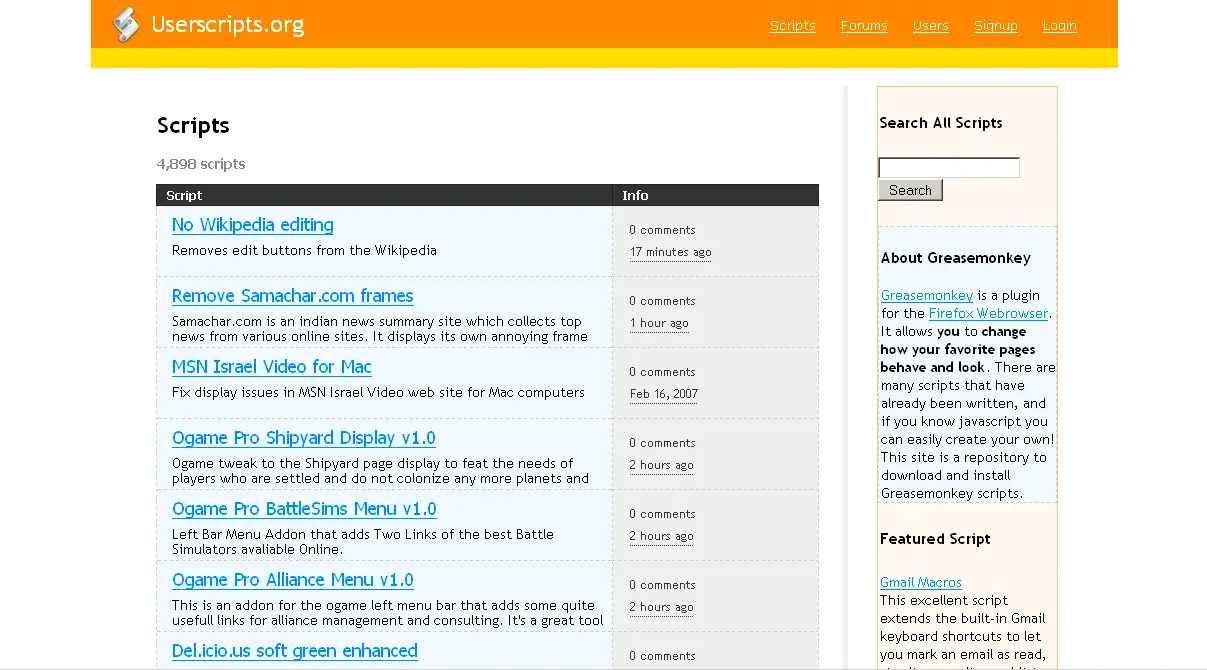 Userscripts.org
Scripts Forums Users Signup Login
Scripts
4,898 scripts
Script Info
No Wikipedia editing
Removes edit buttons from the Wikipedia
0 comments
17 minutes ago
Remove Samachar.com frames
Samachar.com is an indian news summary site which collects top
news from various online sites. It displays its own annoying frame
0 comments
1 hour ago
MSN Israel Video for Mac
Fix display issues in MSN Israel Video web site for Mac computers
0 comments
Feb 16, 2007
Ogame Pro Shipyard Display v1.0
Ogame tweak to the Shipyard page display to feat the needs of
players who are settled and do not colonize any more planets and
0 comments
2 hours ago
Ogame Pro BattleSims Menu v1.0
Left Bar Menu Addon that adds Two Links of the best Battle
Simulators avaliable Online.
0 comments
2 hours ago
Ogame Pro Alliance Menu v1.0
This is an addon for the ogame left menu bar that adds some quite
usefull links for alliance management and consulting. It's a great tool
0 comments
2 hours ago
Del.icio.us soft green enhanced
0 comments
Search All Scripts
Search
About Greasemonkey
Greasemonkey is a plugin
for the Firefox Webrowser.
It allows you to change
how your favorite pages
behave and look. There are
many scripts that have
already been written, and
if you know javascript you
can easily create your own!
This site is a repository to
download and install
Greasemonkey scripts.
Featured Script
Gmail Macros
This excellent script
extends the built-in Gmail
keyboard shortcuts to let
you mark an email as read,